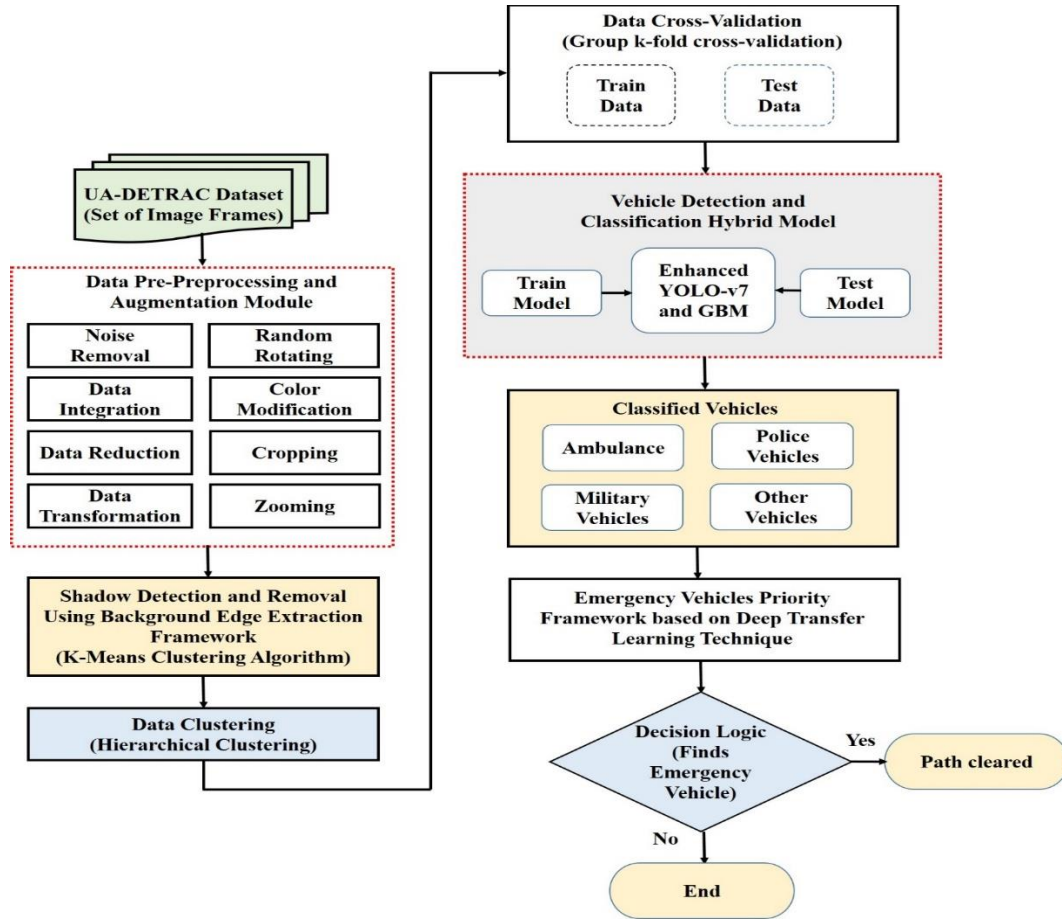 UA-DETRAC Dataset
(Set of Image Frames)
Data Pre-Preprocessing and
Augmentation Module
Noise
Removal
Random
Rotating
Data
Integration
Color
Modification
Data Reduction
Cropping
Data
Transformation
Zooming
Shadow Detection and Removal
Using Background Edge Extraction
Framework
(K-Means Clustering Algorithm)
Data Clustering
(Hierarchical Clustering)
Data Cross-Validation
(Group k-fold cross-validation)
Train
Data
Test
Data
Vehicle Detection and
Classification Hybrid Model
Train
Model
Enhanced
YOLO-v7
and GBM
Test
Model
Classified Vehicles
Ambulance
Police
Vehicles
Military
Vehicles
Other
Vehicles
Emergency Vehicles Priority
Framework based on Deep Transfer
Learning Technique
Decision Logic
(Finds
Emergency
Vehicle)
Yes
Path cleared
No
End